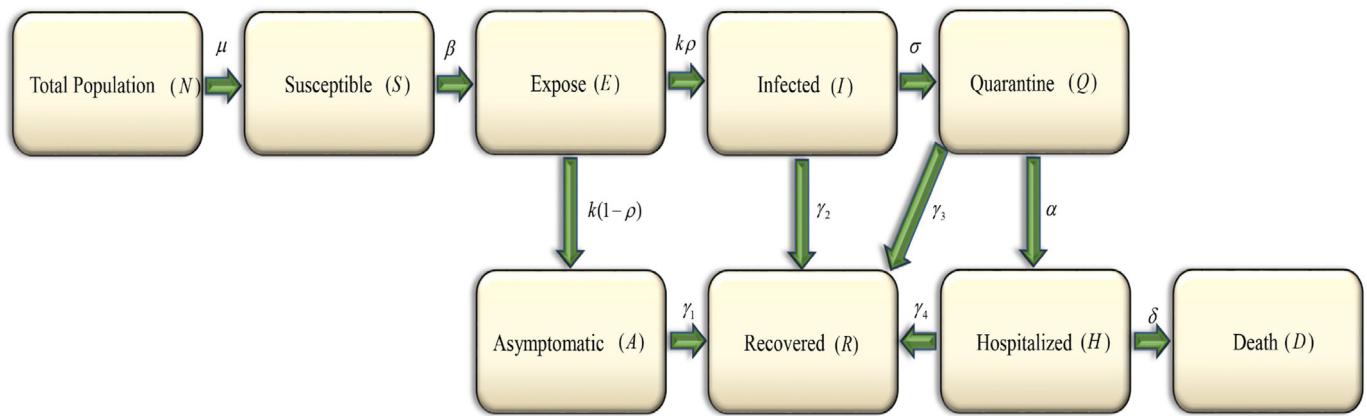 μ
β
kρ
σ
Total Population (N)
Susceptible (S)
Expose (E)
Infected (I)
Quarantine (Q)
k(1−ρ)
γ₂
γ₃
α
γ₁
γ₄
δ
Asymptomatic (A)
Recovered (R)
Hospitalized (H)
Death (D)